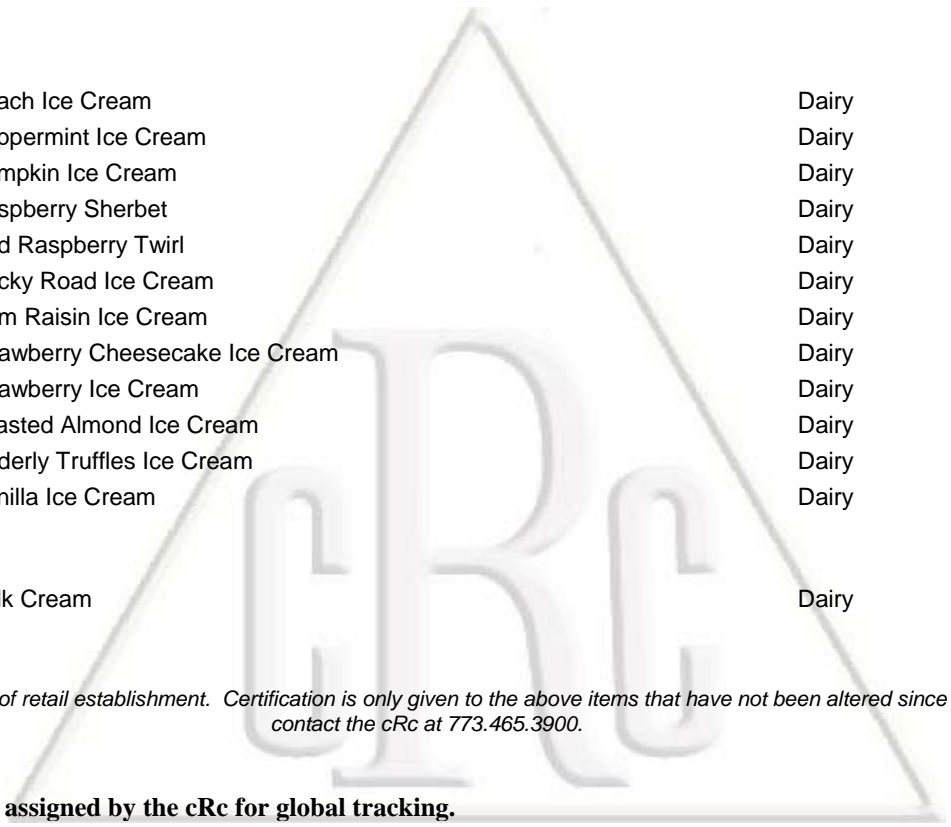 ach Ice Cream Dairy
ppermint Ice Cream Dairy
mpkin Ice Cream Dairy
spberry Sherbet Dairy
d Raspberry Twirl Dairy
cky Road Ice Cream Dairy
m Raisin Ice Cream Dairy
awberry Cheesecake Ice Cream Dairy
awberry Ice Cream Dairy
asted Almond Ice Cream Dairy
derly Truffles Ice Cream Dairy
nilla Ice Cream Dairy
lk Cream Dairy
of retail establishment. Certification is only given to the above items that have not been altered since
contact the cRc at 773.465.3900.
assigned by the cRc for global tracking.
cRc